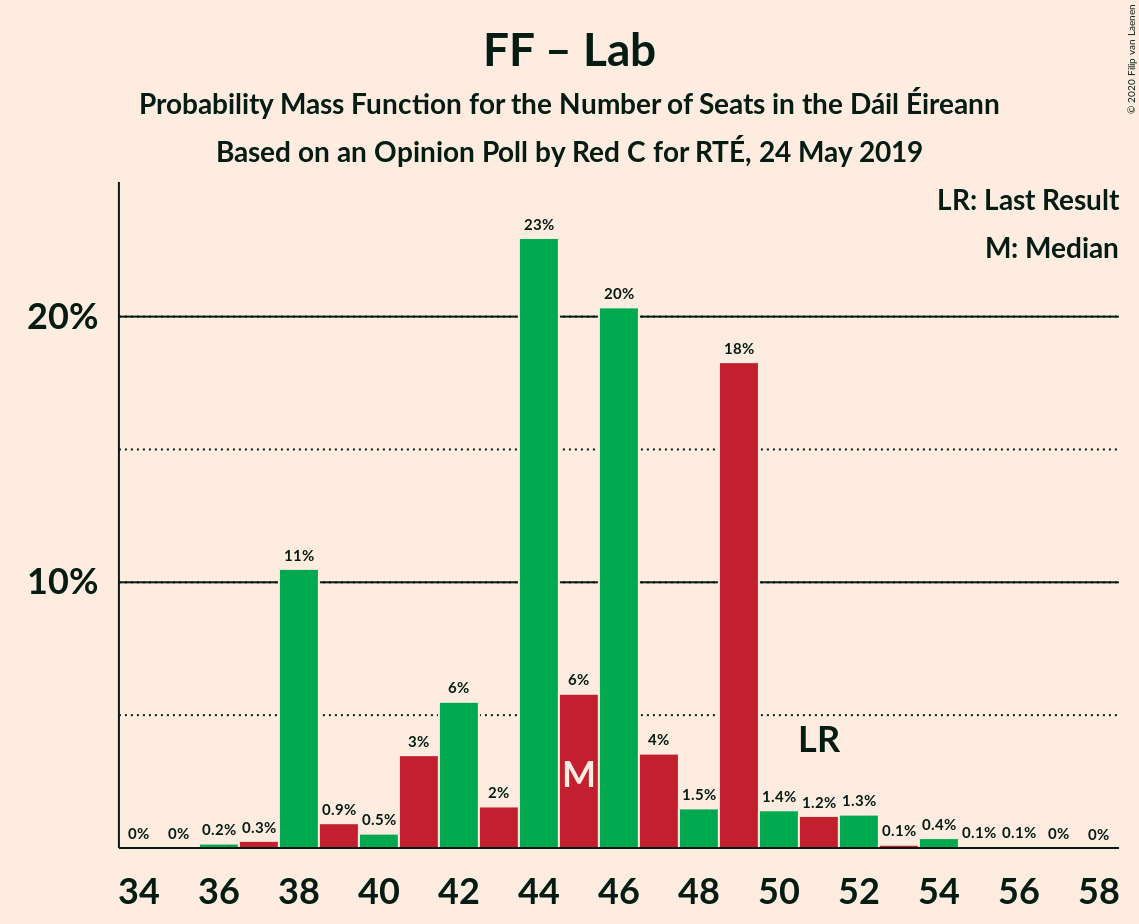 FF – Lab
Probability Mass Function for the Number of Seats in the Dáil Éireann
Based on an Opinion Poll by Red C for RTÉ, 24 May 2019
© 2020 Filip van Laenen
LR: Last Result
M: Median
20%
10%
0% 0% 0.2% 0.3% 11% 0.9% 0.5% 3% 6% 2% 23% 6% 20% 4% 1.5% 18% 1.4% 1.2% 1.3% 0.1% 0.4% 0.1% 0.1% 0% 0%
M
LR
34 36 38 40 42 44 46 48 50 52 54 56 58